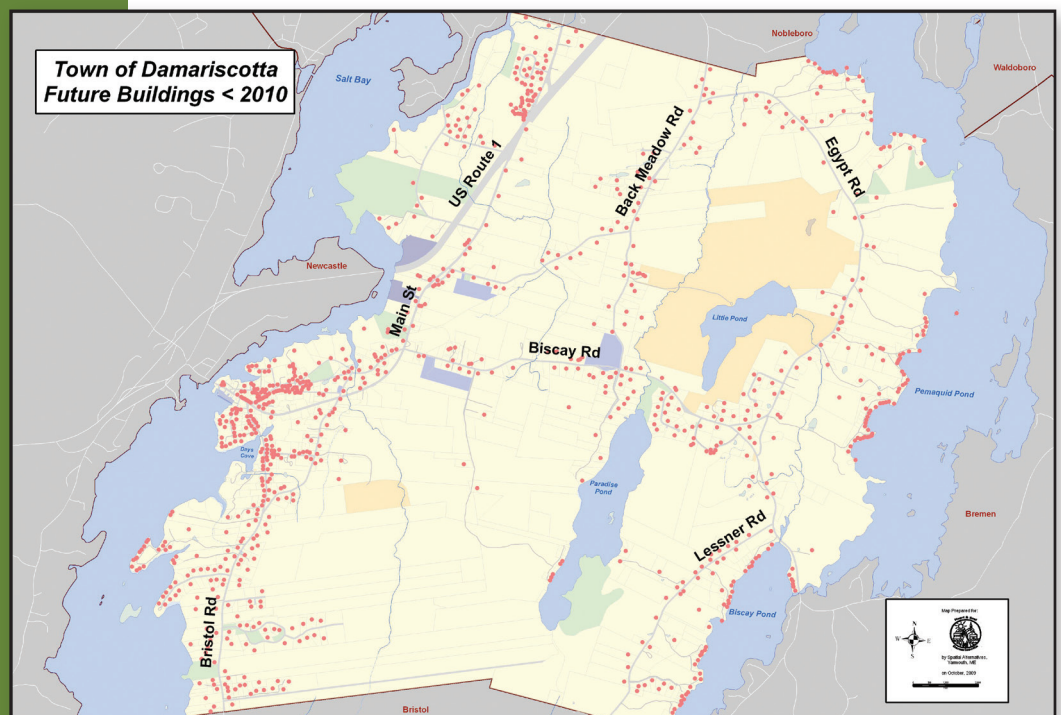 Town of Damariscotta
Future Buildings < 2010
Salt Bay
Nobleboro
Waldoboro
US Route 1
Back Meadow Rd
Egypt Rd
Newcastle
Main St
Little Pond
Biscay Rd
Pemaquid Pond
Days
Cove
Paradise
Pond
Bremen
Lessner Rd
Biscay Pond
Bristol Rd
Bristol
Map Prepared for:
N
W
E
S
by Spatial Alternatives,
Yarmouth, ME
on October, 2009